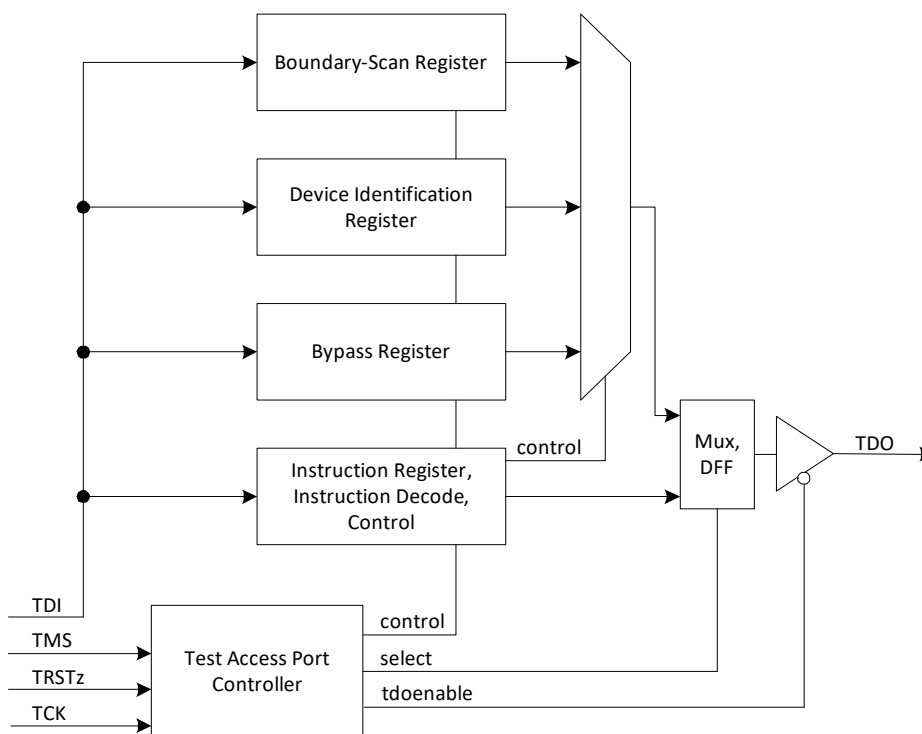 Boundary-Scan Register
Device Identification
Register
Bypass Register
control
Instruction Register,
Instruction Decode,
Control
Mux,
DFF
TDO
TDI
TMS
TRSTz
TCK
Test Access Port
Controller
control
select
tdoenable